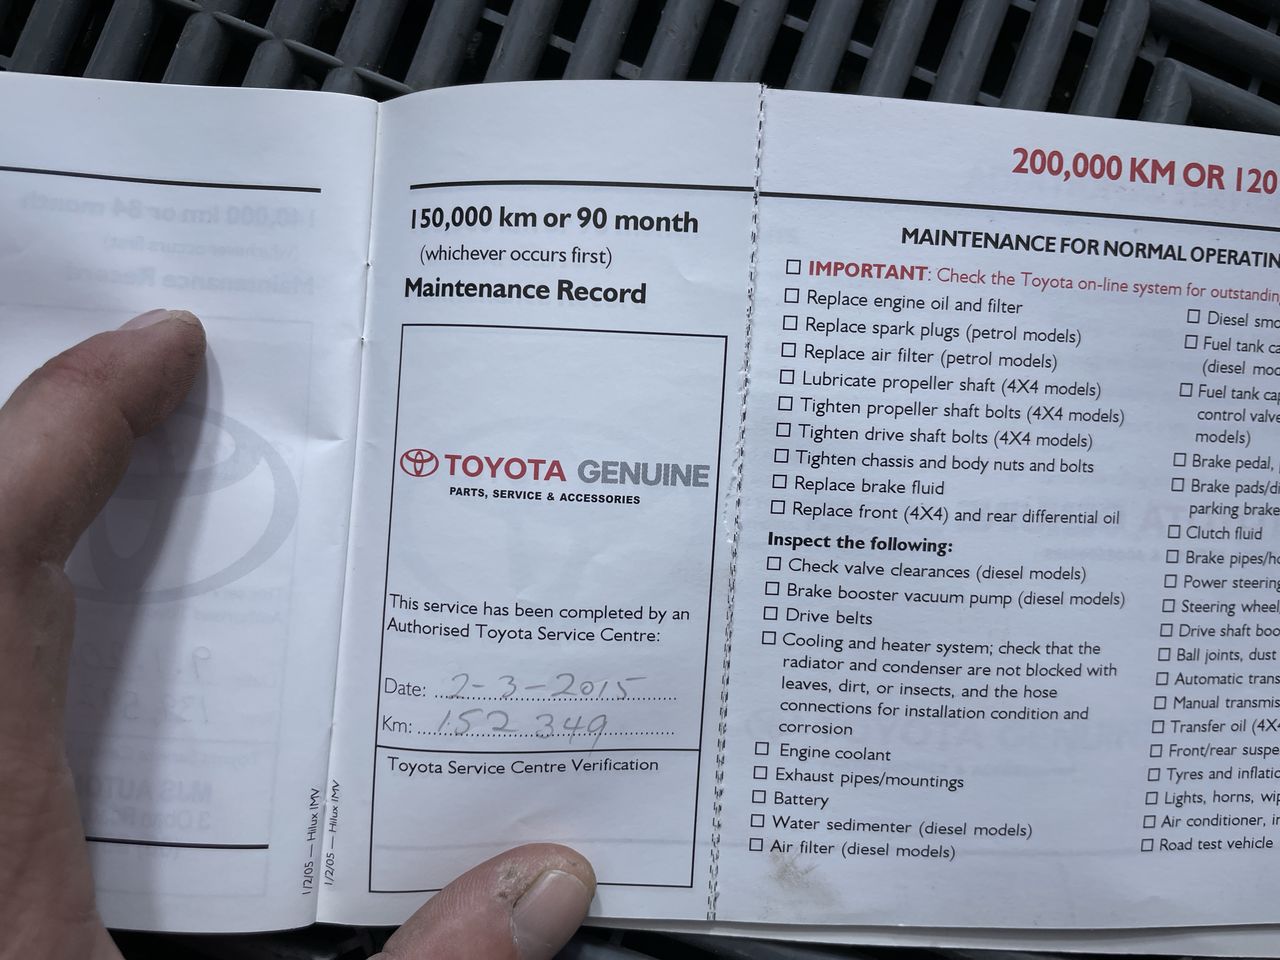 150,000 km or 90 month
(whichever occurs first)
Maintenance Record
TOYOTA GENUINE
PARTS, SERVICE & ACCESSORIES
This service has been completed by an
Authorised Toyota Service Centre:
Date: 2-3-2015
Km: 152 349
Toyota Service Centre Verification
1/2/05 — Hilux IMV
1/2/05 — Hilux IMV
200,000 KM OR 120
MAINTENANCE FOR NORMAL OPERATIN
IMPORTANT: Check the Toyota on-line system for outstanding
Replace engine oil and filter
Replace spark plugs (petrol models)
Replace air filter (petrol models)
Lubricate propeller shaft (4X4 models)
Tighten propeller shaft bolts (4X4 models)
Tighten drive shaft bolts (4X4 models)
Tighten chassis and body nuts and bolts
Replace brake fluid
Replace front (4X4) and rear differential oil
Inspect the following:
Check valve clearances (diesel models)
Brake booster vacuum pump (diesel models)
Drive belts
Cooling and heater system; check that the
radiator and condenser are not blocked with
leaves, dirt, or insects, and the hose
connections for installation condition and
corrosion
Engine coolant
Exhaust pipes/mountings
Battery
Water sedimenter (diesel models)
Air filter (diesel models)
Diesel smo
Fuel tank ca
(diesel mod
Fuel tank cap
control valve
models)
Brake pedal,
Brake pads/di
parking brake
Clutch fluid
Brake pipes/ho
Power steering
Steering wheel
Drive shaft boo
Ball joints, dust
Automatic trans
Manual transmis
Transfer oil (4X4
Front/rear suspe
Tyres and inflatio
Lights, horns, wip
Air conditioner, in
Road test vehicle